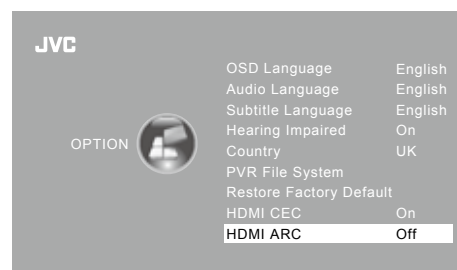 JVC
OPTION
OSD Language English
Audio Language English
Subtitle Language English
Hearing Impaired On
Country UK
PVR File System
Restore Factory Default
HDMI CEC On
HDMI ARC Off